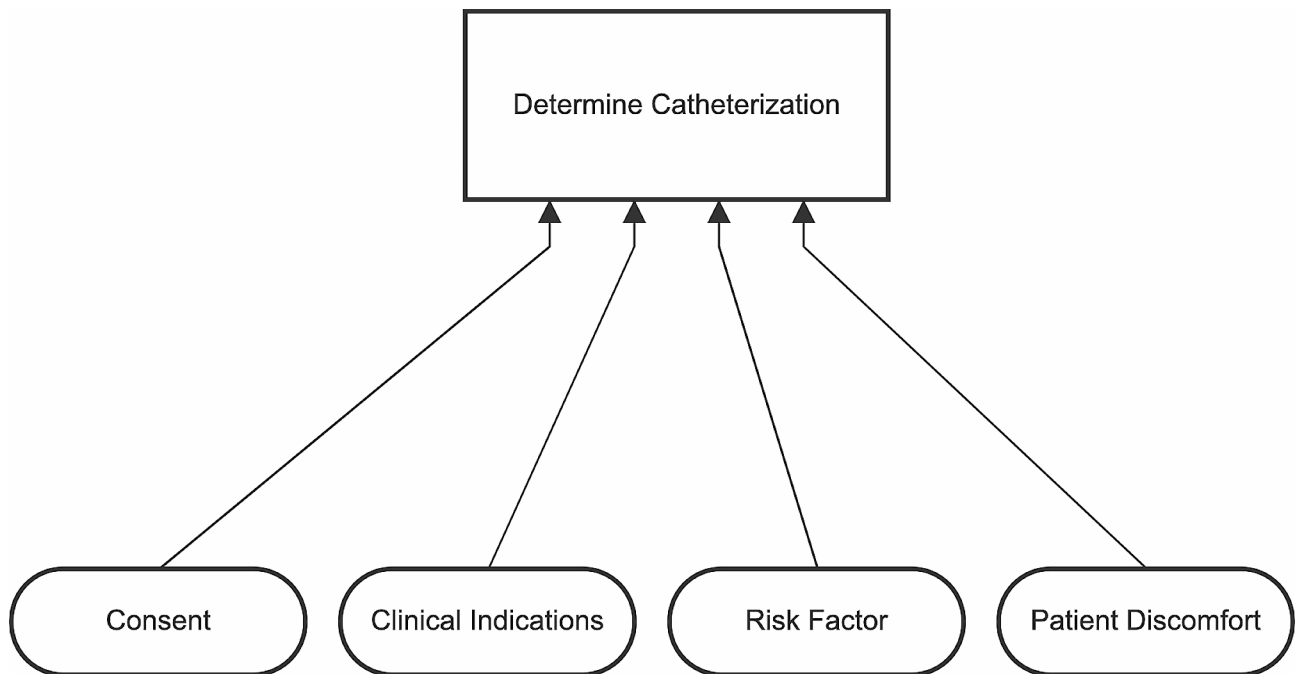 Determine Catheterization
Consent
Clinical Indications
Risk Factor
Patient Discomfort